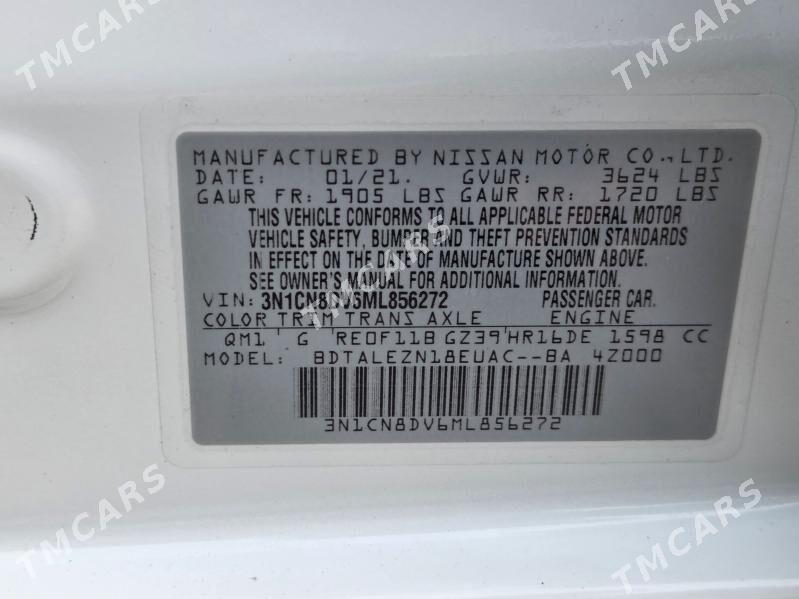 MANUFACTURED BY NISSAN MOTOR CO., LTD.
DATE: 01/21. GVWR: 3624 LBS
GAWR FR: 1905 LBS GAWR RR: 1720 LBS
THIS VEHICLE CONFORMS TO ALL APPLICABLE FEDERAL MOTOR
VEHICLE SAFETY, BUMPER AND THEFT PREVENTION STANDARDS
IN EFFECT ON THE DATE OF MANUFACTURE SHOWN ABOVE.
SEE OWNER'S MANUAL FOR ADDITIONAL INFORMATION.
VIN: 3N1CN8DV6ML856272 PASSENGER CAR.
COLOR TRIM TRANS AXLE ENGINE
QM1 G RE0F11B GZ39 HR16DE 1598 CC
MODEL: BDTALEZN18EUAC--BA 4Z000
3N1CN8DV6ML856272
TMCARS
TMCARS
TMCARS
TMCARS
TMCARS